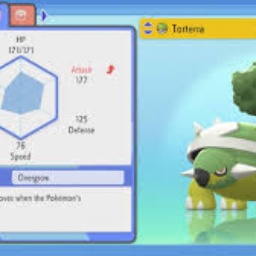 Torterra
HP
171/171
Attack
177
125
Defense
76
Speed
Overgrow
oves when the Pokémon's